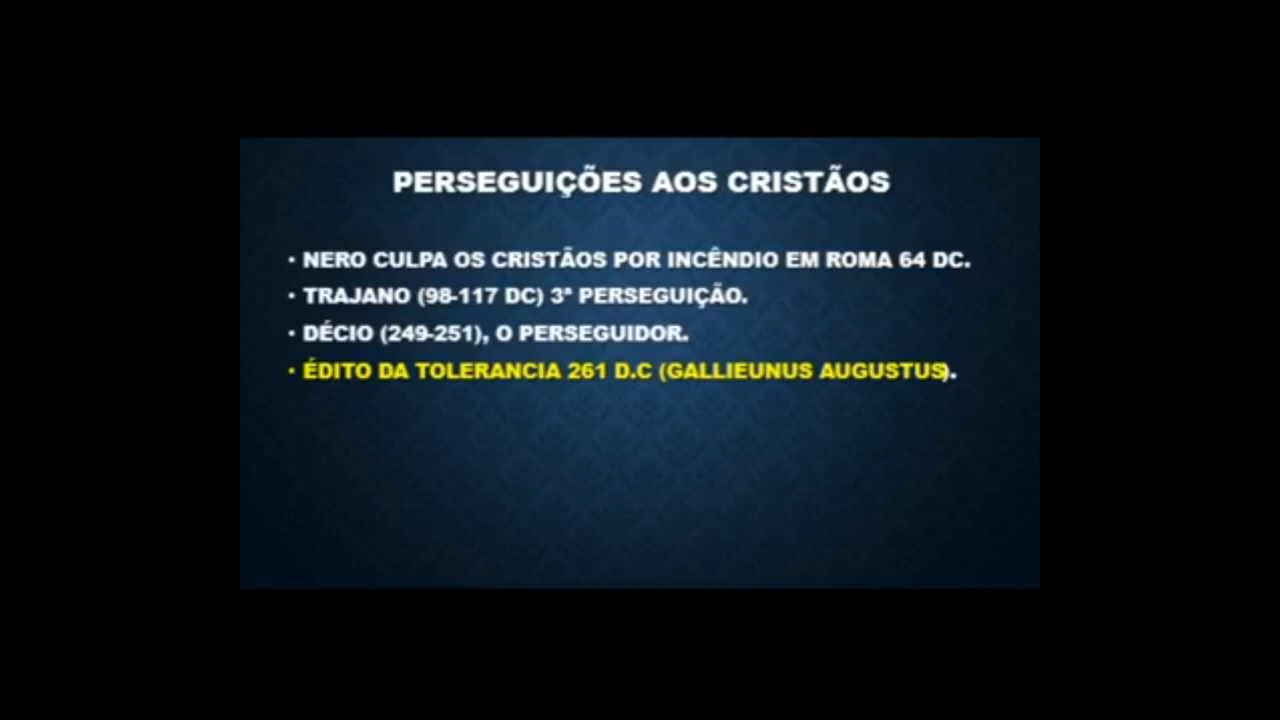 PERSEGUIÇÕES AOS CRISTÃOS
• NERO CULPA OS CRISTÃOS POR INCÊNDIO EM ROMA 64 DC.
• TRAJANO (98-117 DC) 3ª PERSEGUIÇÃO.
• DÉCIO (249-251), O PERSEGUIDOR.
• ÉDITO DA TOLERANCIA 261 D.C (GALLIEUNUS AUGUSTUS).